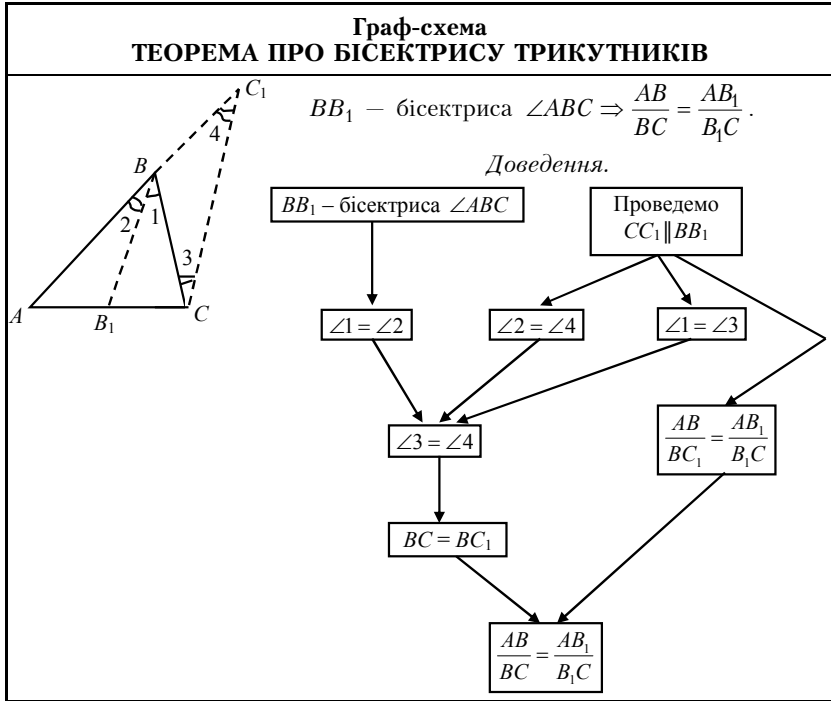 Граф-схема
ТЕОРЕМА ПРО БІСЕКТРИСУ ТРИКУТНИКІВ
C₁
4
B
2
1
3
A
B₁
C
BB₁ — бісектриса ∠ABC ⇒ AB/BC = AB₁/B₁C.
Доведення.
BB₁ – бісектриса ∠ABC
Проведемо
CC₁ ∥ BB₁
∠1 = ∠2
∠2 = ∠4
∠1 = ∠3
∠3 = ∠4
AB/BC₁ = AB₁/B₁C
BC = BC₁
AB/BC = AB₁/B₁C